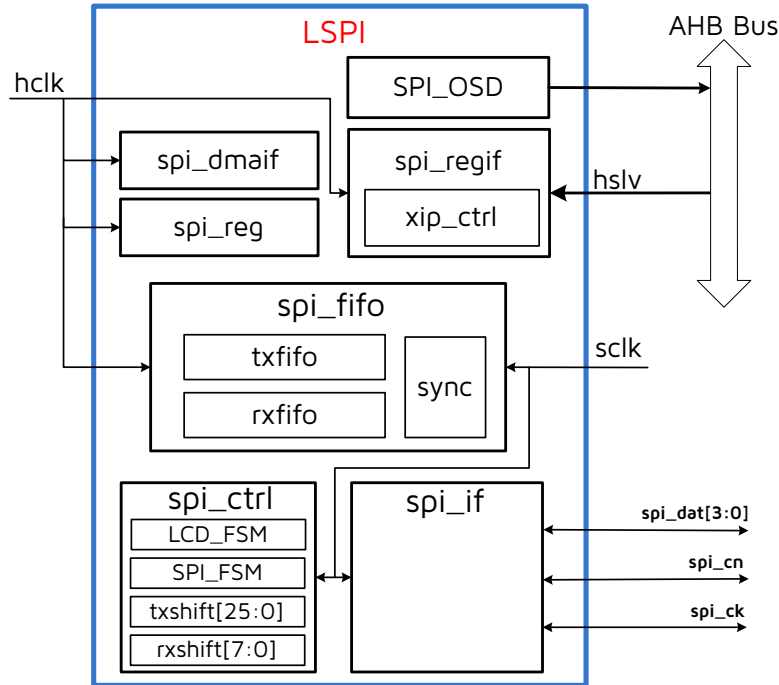 LSPI
AHB Bus
hclk
SPI_OSD
spi_dmaif
spi_regif
hslv
xip_ctrl
spi_reg
spi_fifo
txfifo
sclk
sync
rxfifo
spi_ctrl
spi_if
LCD_FSM
spi_dat[3:0]
SPI_FSM
spi_cn
txshift[25:0]
spi_ck
rxshift[7:0]